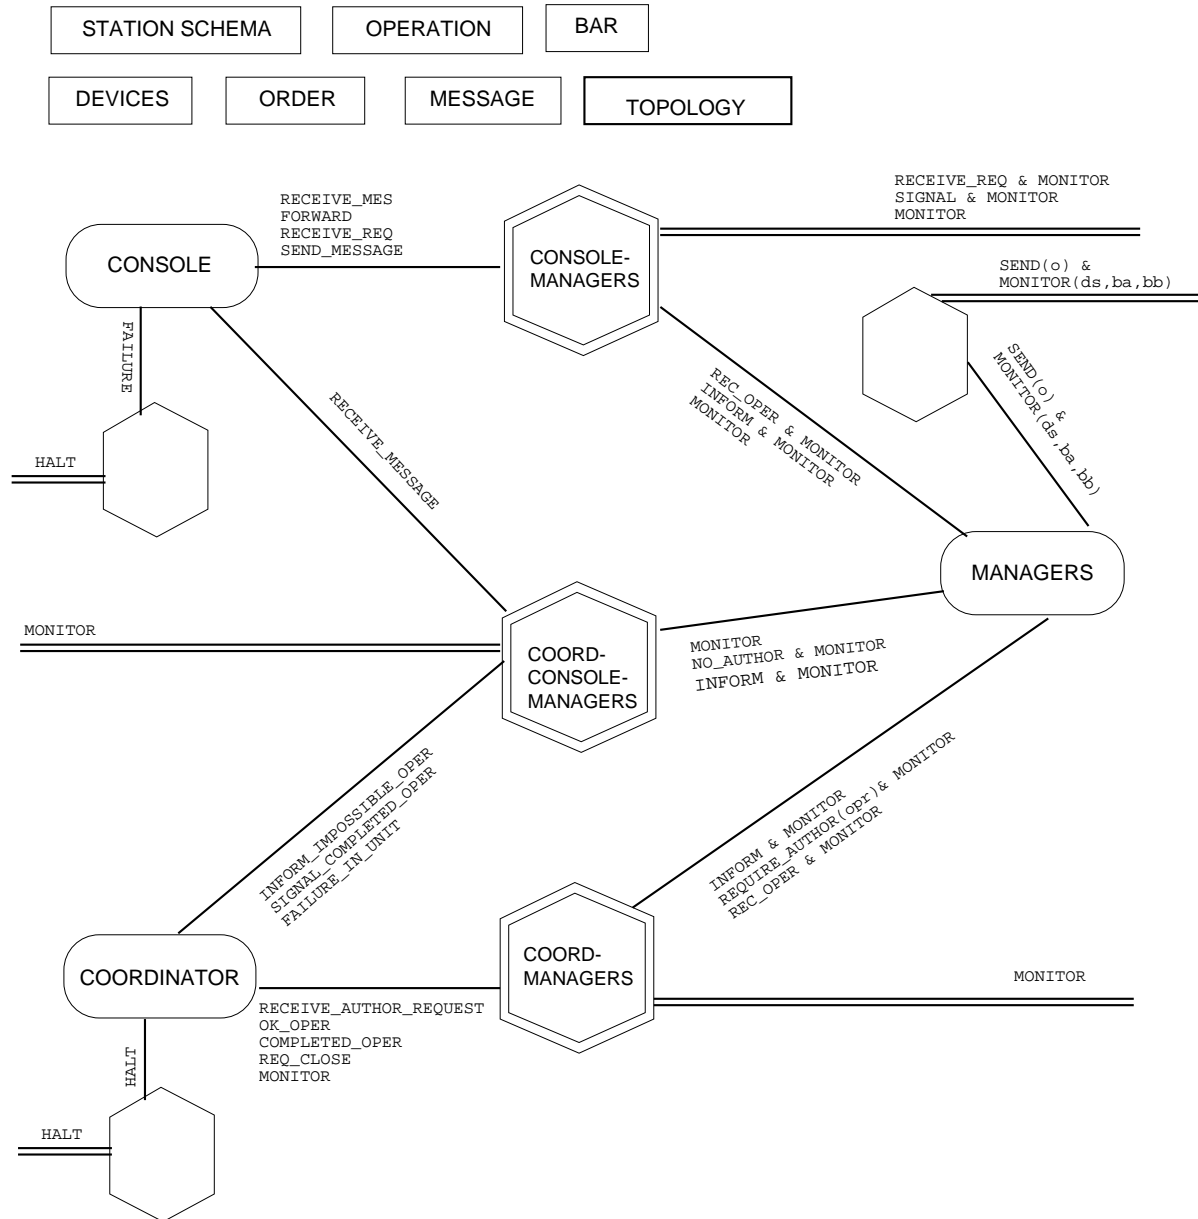 STATION SCHEMA
OPERATION
BAR
DEVICES
ORDER
MESSAGE
TOPOLOGY
RECEIVE_MES
FORWARD
RECEIVE_REQ
SEND_MESSAGE
RECEIVE_REQ & MONITOR
SIGNAL & MONITOR
MONITOR
CONSOLE
CONSOLE-
MANAGERS
SEND(o) &
MONITOR(ds,ba,bb)
FAILURE
SEND(o) &
MONITOR(ds,ba,bb)
REC_OPER & MONITOR
INFORM & MONITOR
MONITOR
RECEIVE_MESSAGE
HALT
MANAGERS
MONITOR
COORD-
CONSOLE-
MANAGERS
MONITOR
NO_AUTHOR & MONITOR
INFORM & MONITOR
INFORM_IMPOSSIBLE_OPER
SIGNAL_COMPLETED_OPER
FAILURE_IN_UNIT
INFORM & MONITOR
REQUIRE_AUTHOR(opr)& MONITOR
REC_OPER & MONITOR
COORDINATOR
COORD-
MANAGERS
MONITOR
RECEIVE_AUTHOR_REQUEST
OK_OPER
COMPLETED_OPER
REQ_CLOSE
MONITOR
HALT
HALT